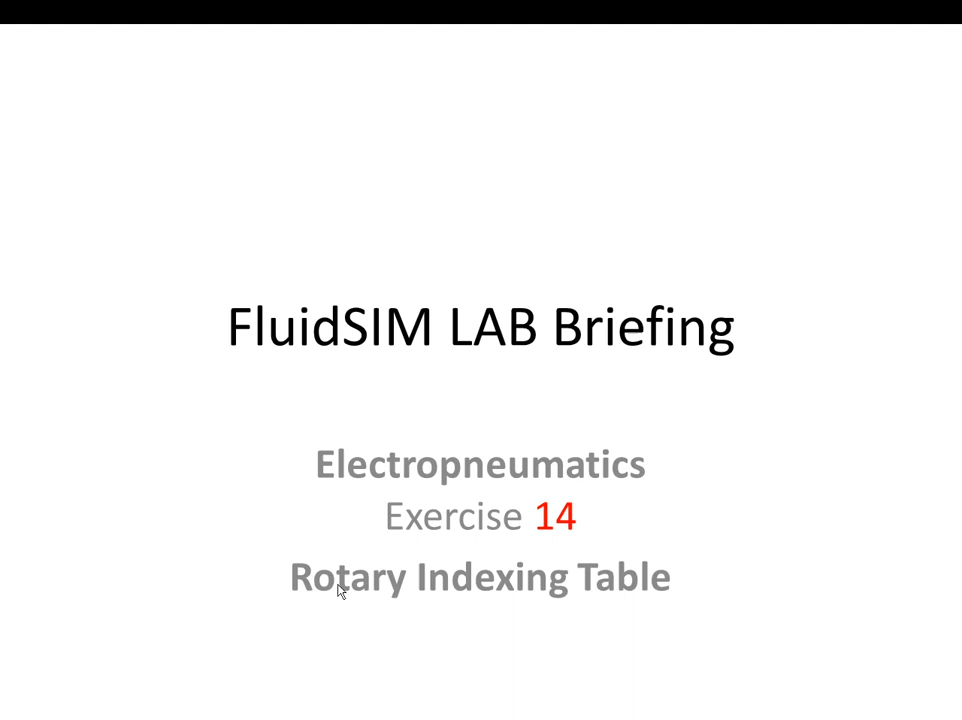 FluidSIM LAB Briefing
Electropneumatics
Exercise 14
Rotary Indexing Table